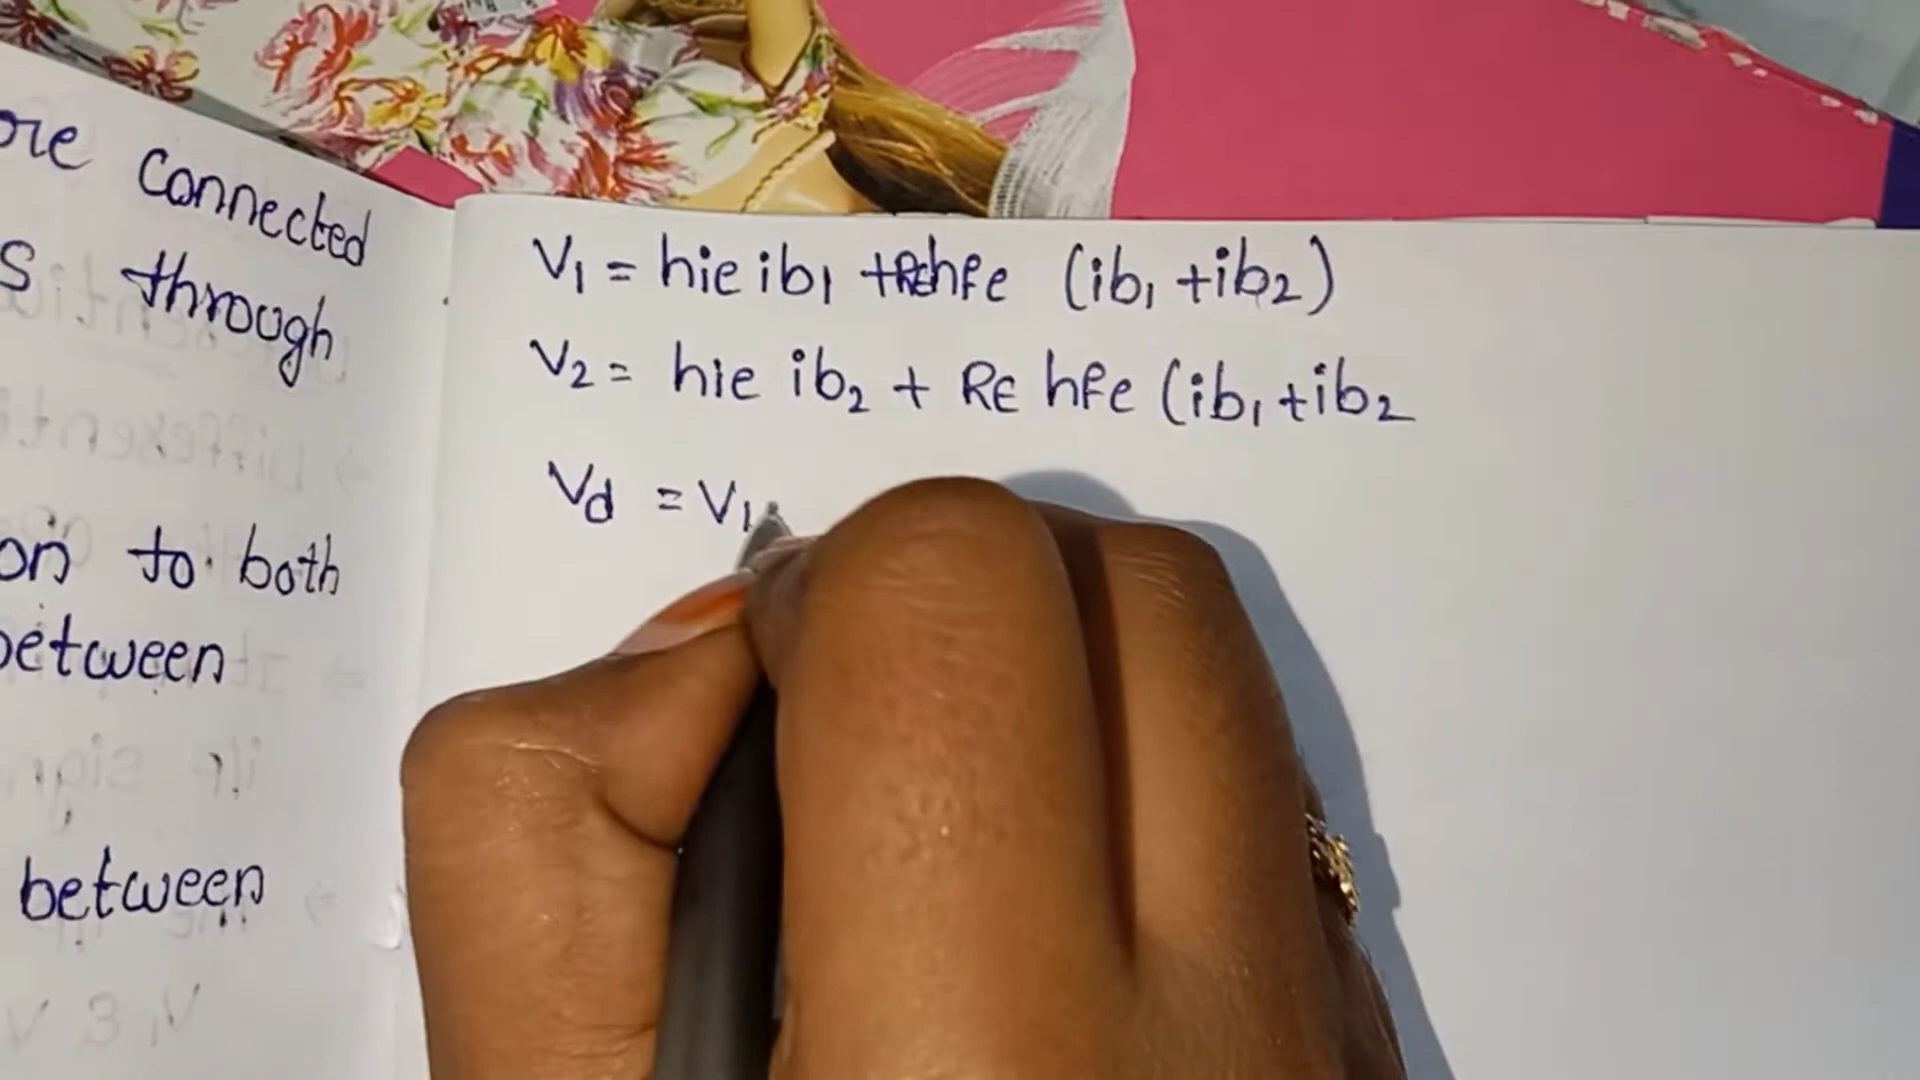 ore connected
s through
on to both
between
between
V1 = hie ib1 + RE hfe (ib1 + ib2)
V2 = hie ib2 + RE hfe (ib1 + ib2
Vd = V1